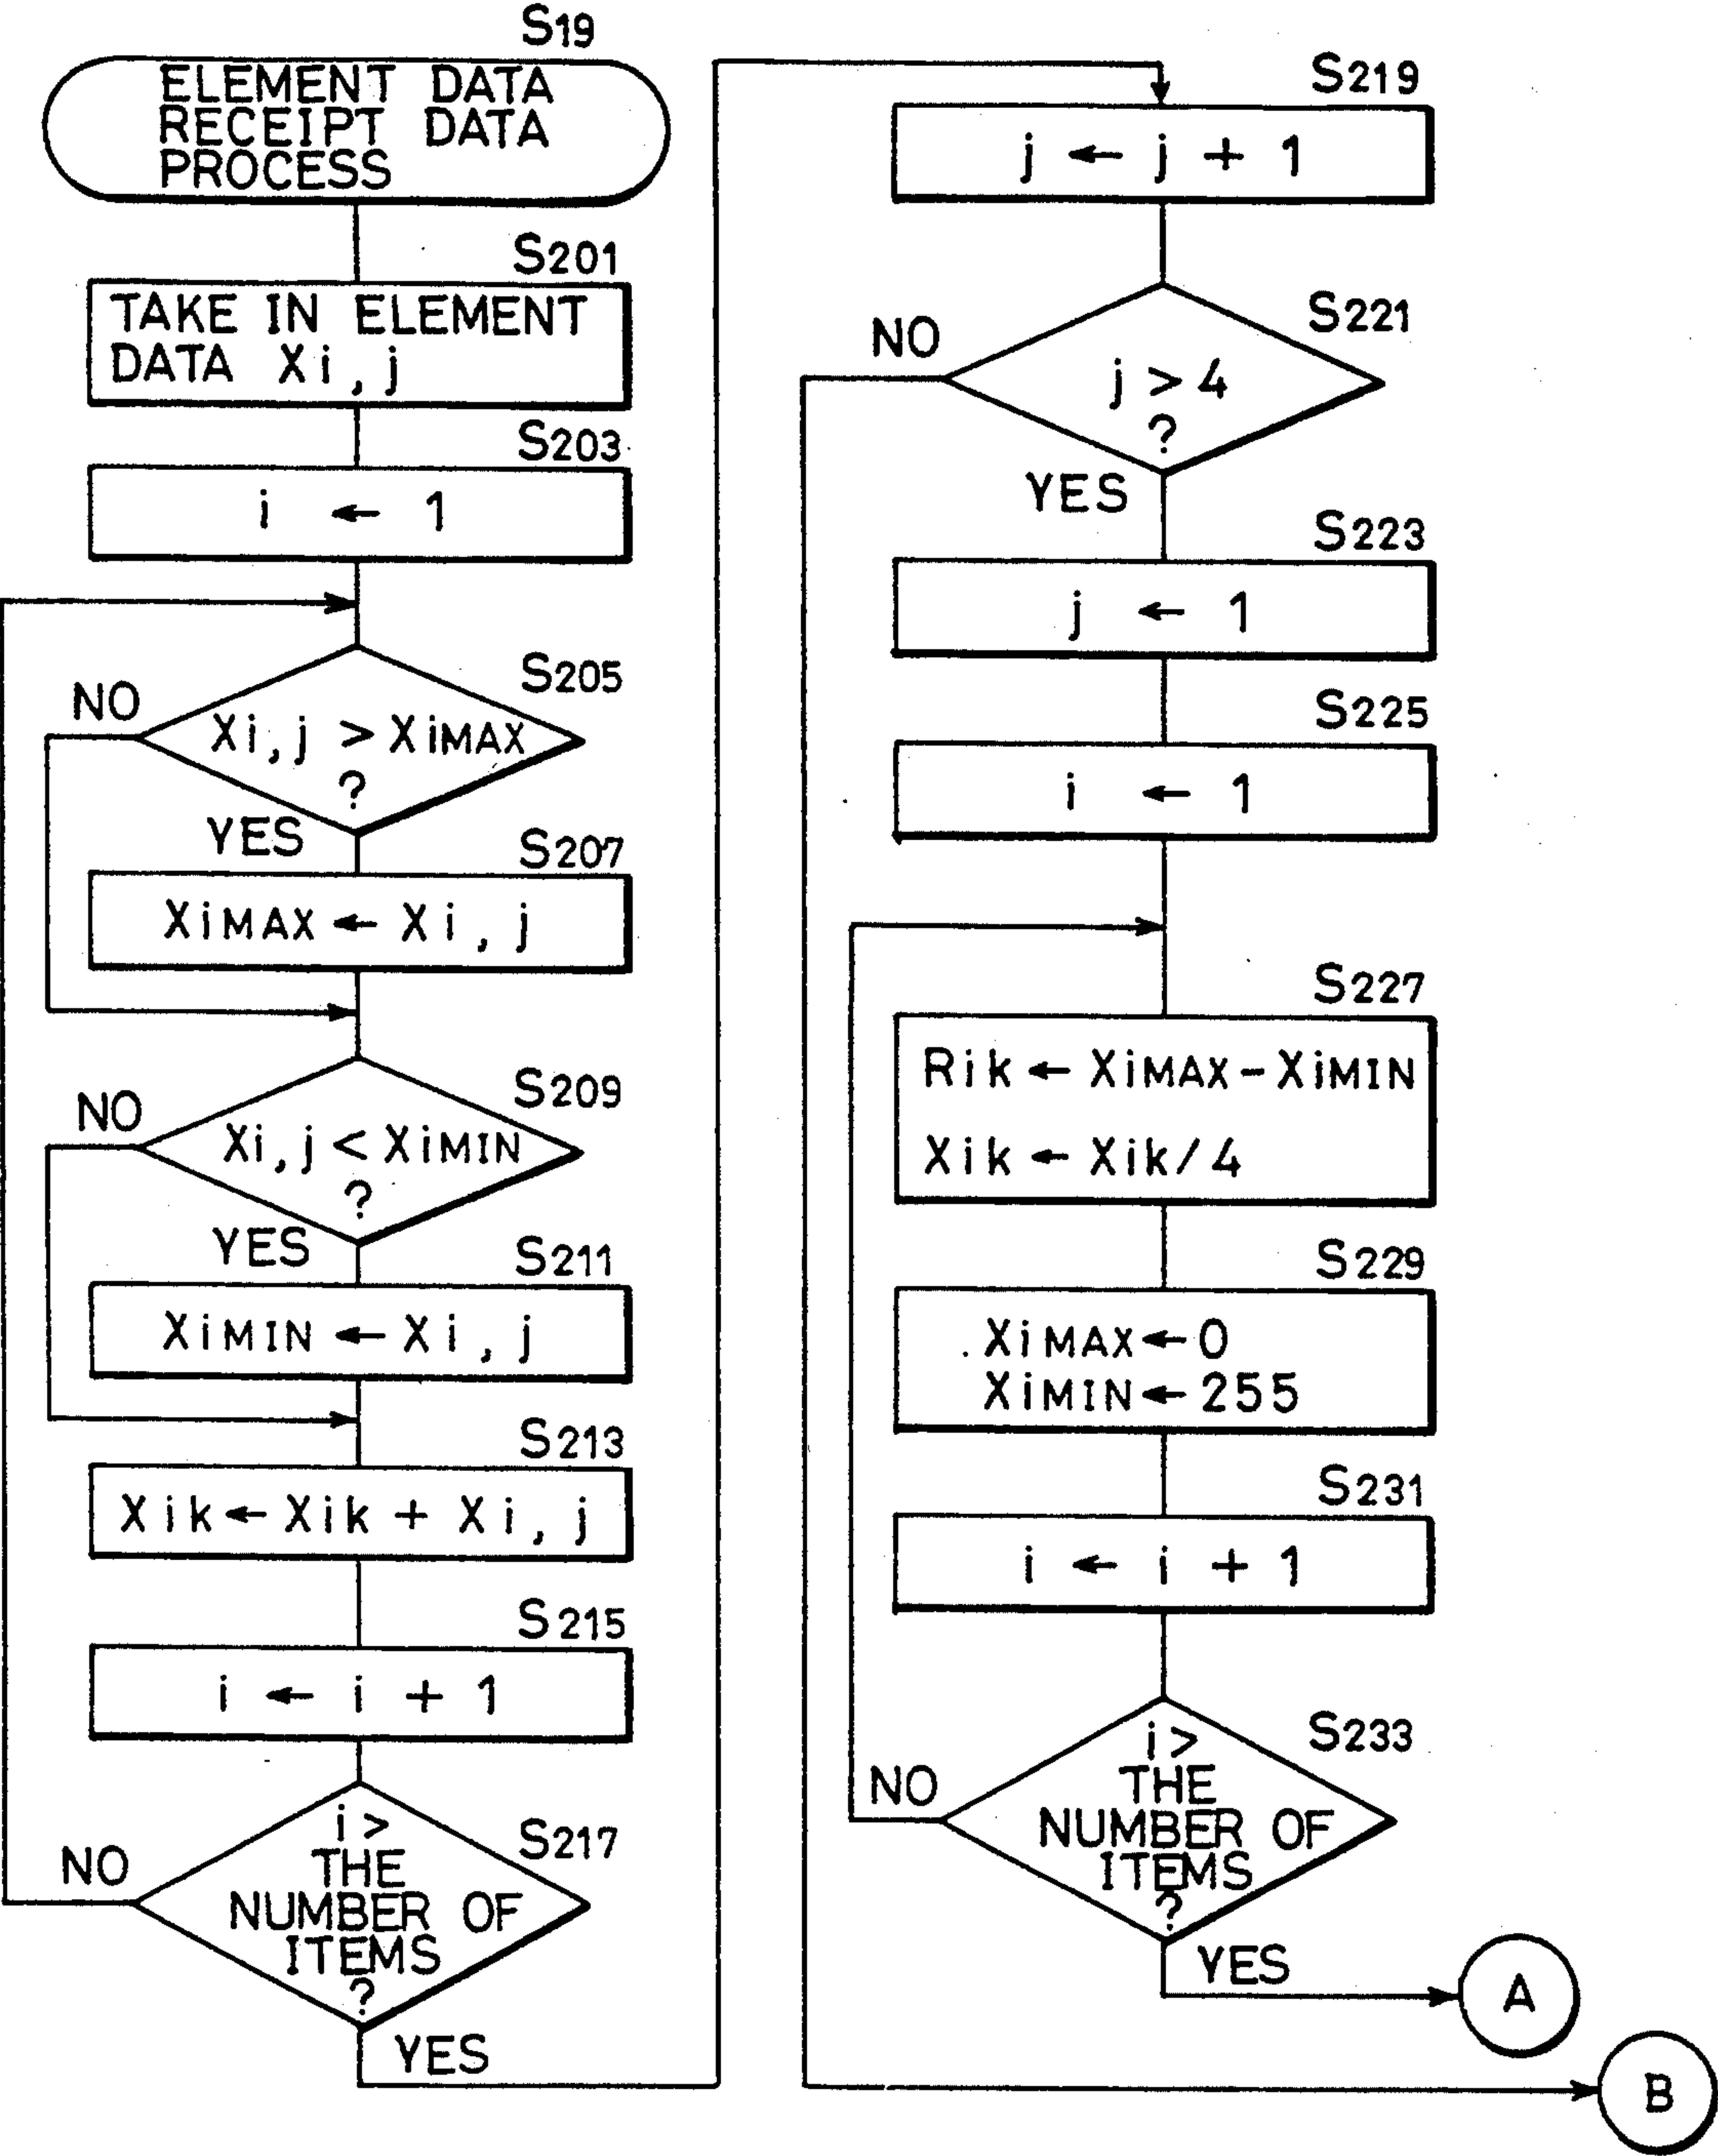 S19
ELEMENT DATA
RECEIPT DATA
PROCESS
S201
TAKE IN ELEMENT
DATA Xi,j
S203
i ← 1
S205
NO
Xi,j > XiMAX
?
YES
S207
XiMAX ← Xi,j
S209
NO
Xi,j < XiMIN
?
YES
S211
XiMIN ← Xi,j
S213
Xik ← Xik + Xi,j
S215
i ← i + 1
S217
NO
i >
THE
NUMBER OF
ITEMS
?
YES
S219
j ← j + 1
S221
NO
j > 4
?
YES
S223
j ← 1
S225
i ← 1
S227
Rik ← XiMAX - XiMIN
Xik ← Xik/4
S229
XiMAX ← 0
XiMIN ← 255
S231
i ← i + 1
S233
NO
i >
THE
NUMBER OF
ITEMS
?
YES
A
B